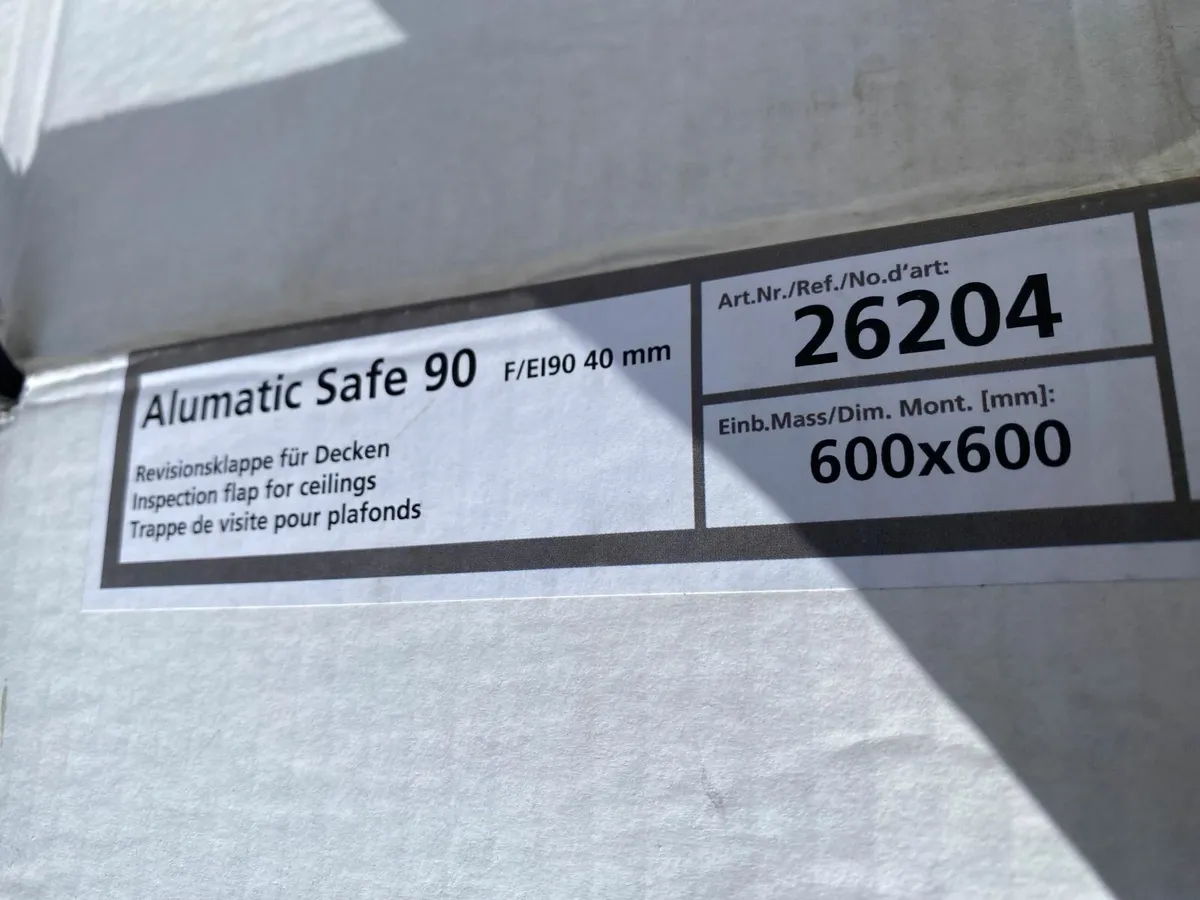 Alumatic Safe 90 F/EI90 40 mm
Revisionsklappe für Decken
Inspection flap for ceilings
Trappe de visite pour plafonds
Art.Nr./Ref./No.d‘art:
26204
Einb.Mass/Dim. Mont. [mm]:
600x600